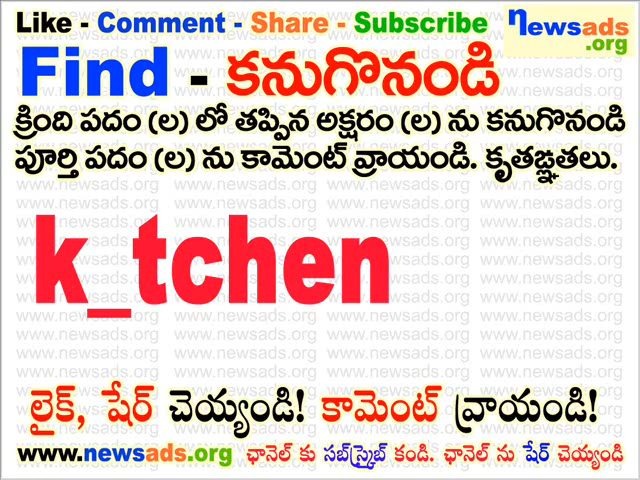 Like - Comment - Share - Subscribe
newsads
.org
Find - కనుగొనండి
క్రింది పదం (ల) లో తప్పిన అక్షరం (ల) ను కనుగొనండి
పూర్తి పదం (ల) ను కామెంట్ వ్రాయండి. కృతఙ్ఞతలు.
k_tchen
లైక్, షేర్ చెయ్యండి! కామెంట్ వ్రాయండి!
www.newsads.org ఛానెల్ కు సబ్‌స్క్రైబ్ కండి. ఛానెల్ ను షేర్ చెయ్యండి